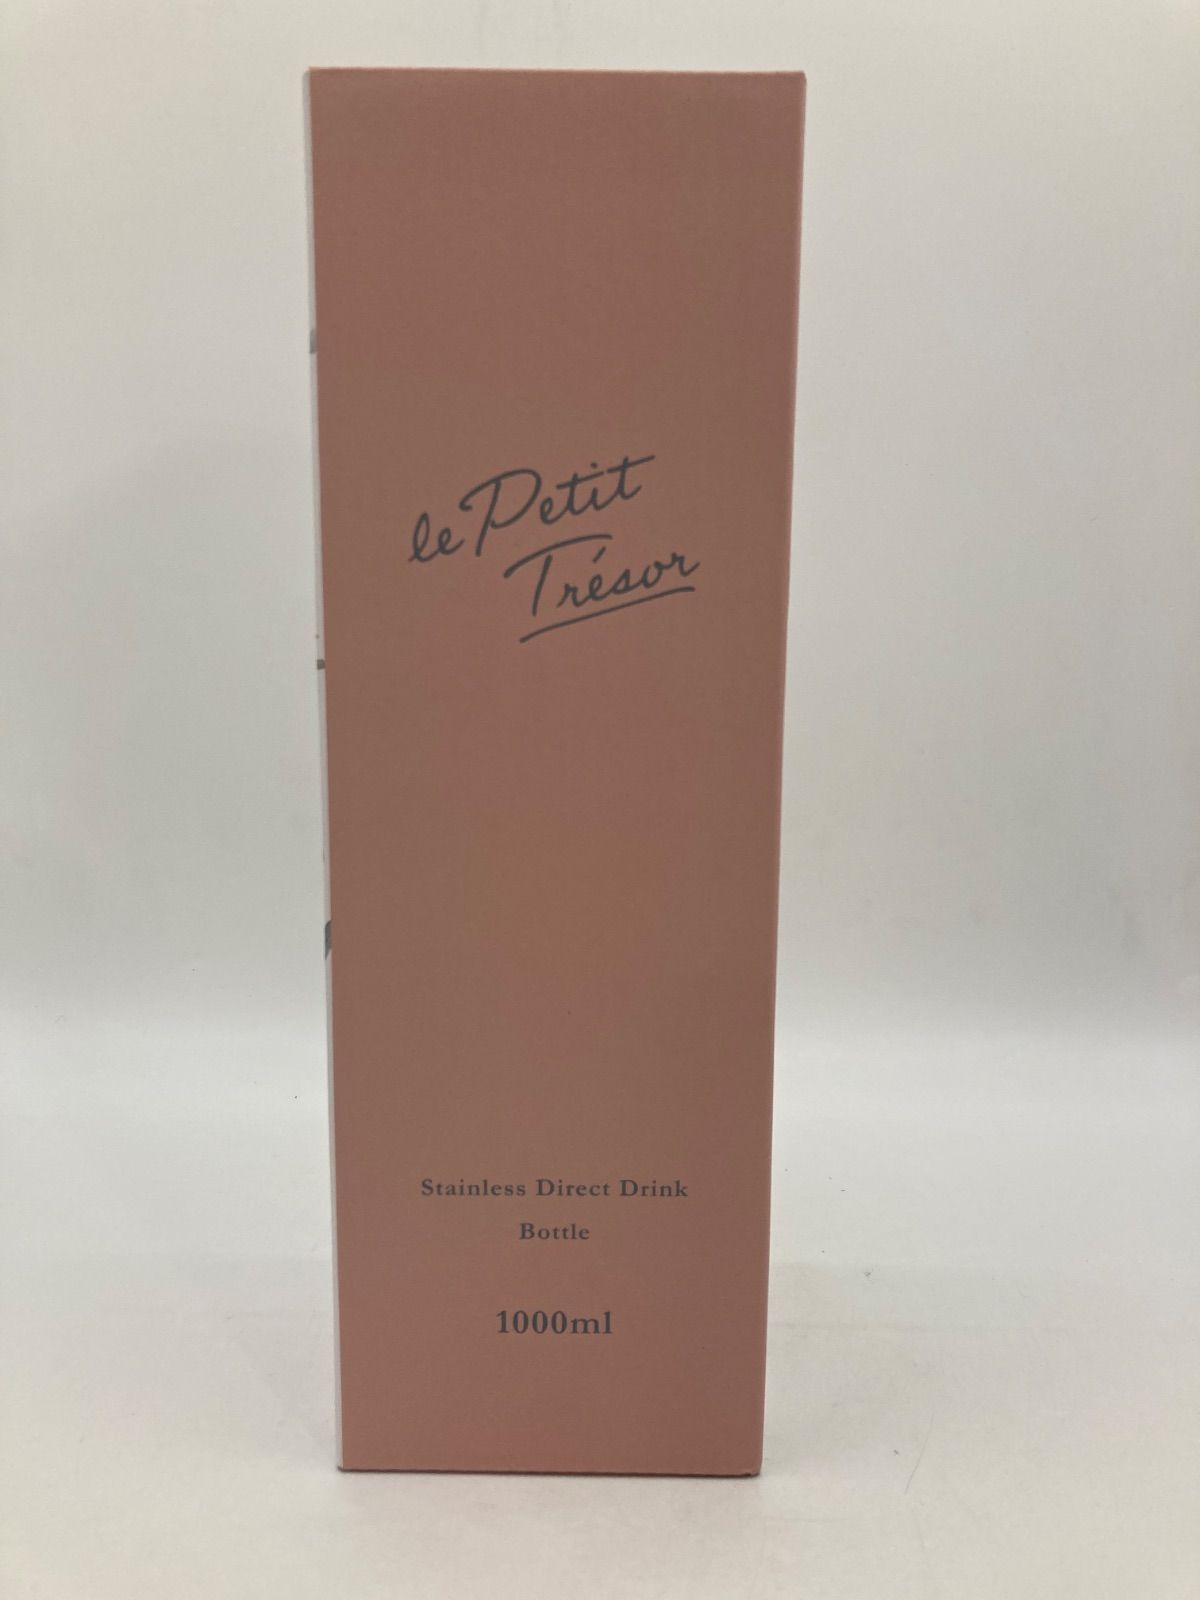 le Petit
Trésor
Stainless Direct Drink
Bottle
1000ml